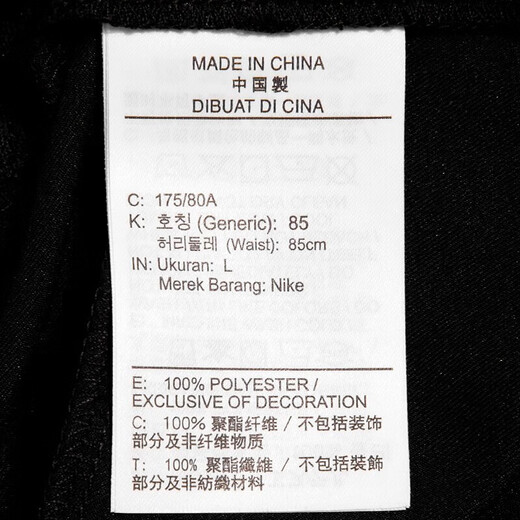 MADE IN CHINA
中国製
DIBUAT DI CINA
C: 175/80A
K: 호칭 (Generic): 85
허리둘레 (Waist): 85cm
IN: Ukuran: L
Merek Barang: Nike
E: 100% POLYESTER /
EXCLUSIVE OF DECORATION
C: 100% 聚酯纤维 / 不包括装饰
部分及非纤维物质
T: 100% 聚酯纖維 / 不包括裝飾
部分及非紡織材料